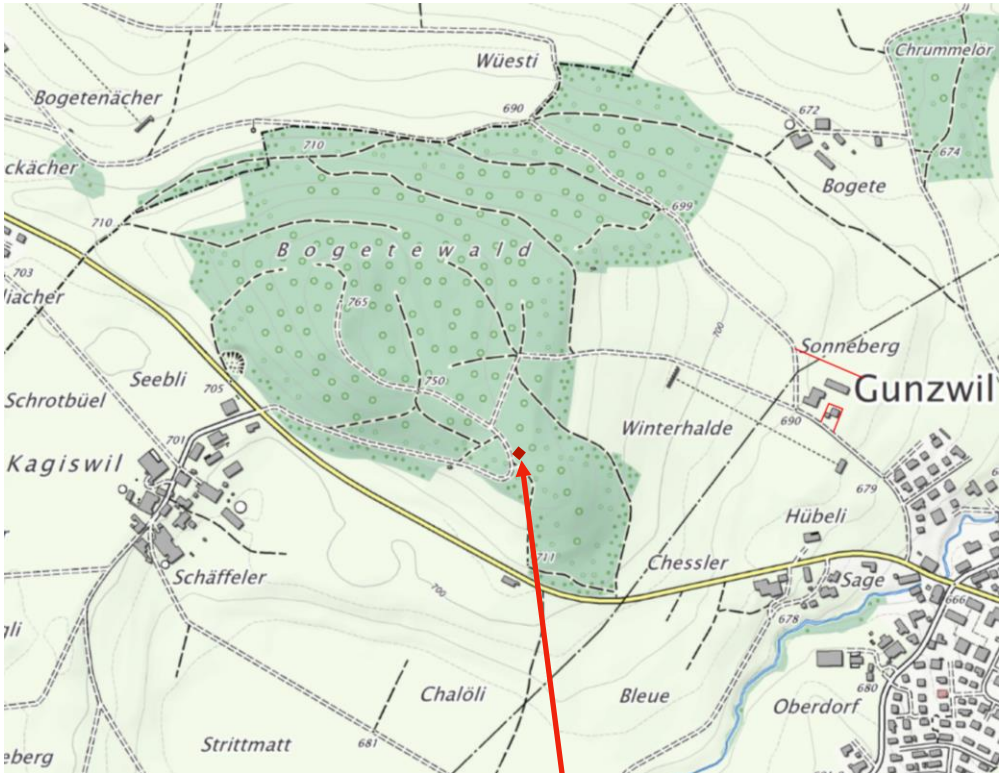 Chrummelor
Wüesti
Bogetenächer
690
672
710
674
ckächer
Bogete
699
710
Bogetewald
703
765
liacher
700
Sonneberg
Gunzwil
Seebli
750
705
Schrotbüel
690
Winterhalde
701
Kagiswil
679
Hübeli
711
Chessler
Schäffeler
Sage
700
666
678
gli
680
Chalöli
Bleue
Oberdorf
681
Strittmatt
eberg